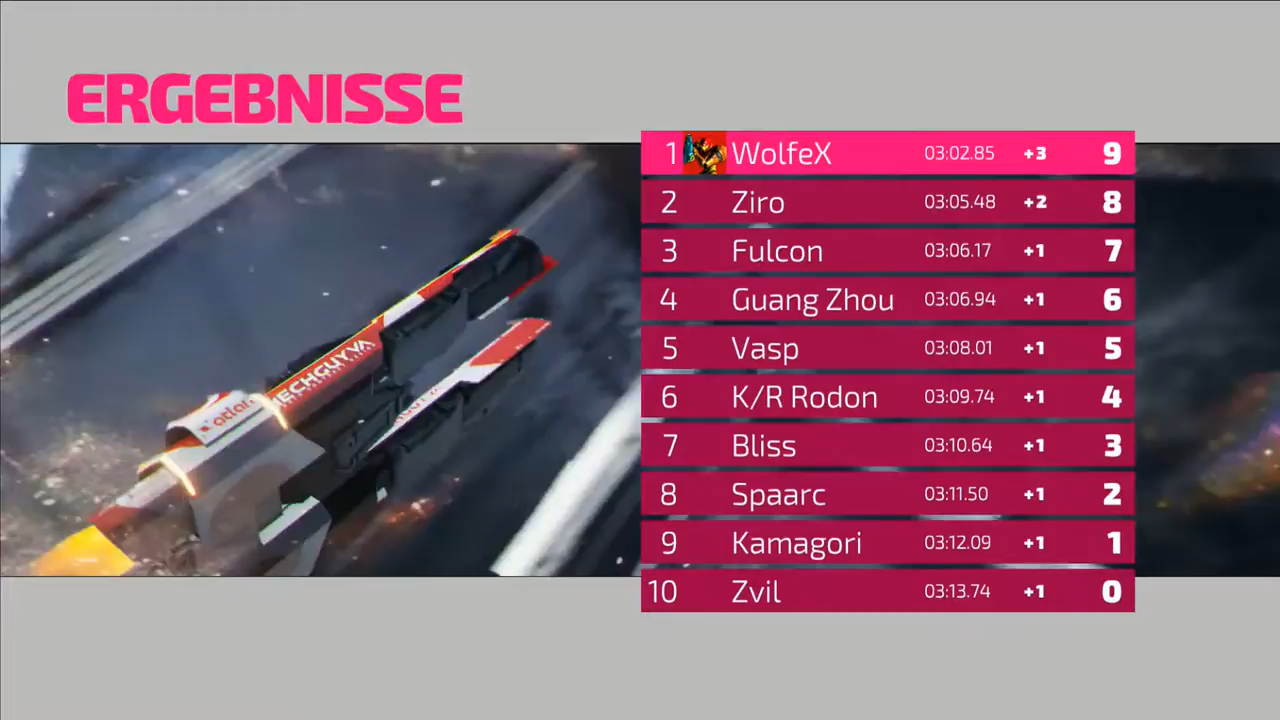 ERGEBNISSE
1 WolfeX 03:02.85 +3 9
2 Ziro 03:05.48 +2 8
3 Fulcon 03:06.17 +1 7
4 Guang Zhou 03:06.94 +1 6
5 Vasp 03:08.01 +1 5
6 K/R Rodon 03:09.74 +1 4
7 Bliss 03:10.64 +1 3
8 Spaarc 03:11.50 +1 2
9 Kamagori 03:12.09 +1 1
10 Zvil 03:13.74 +1 0